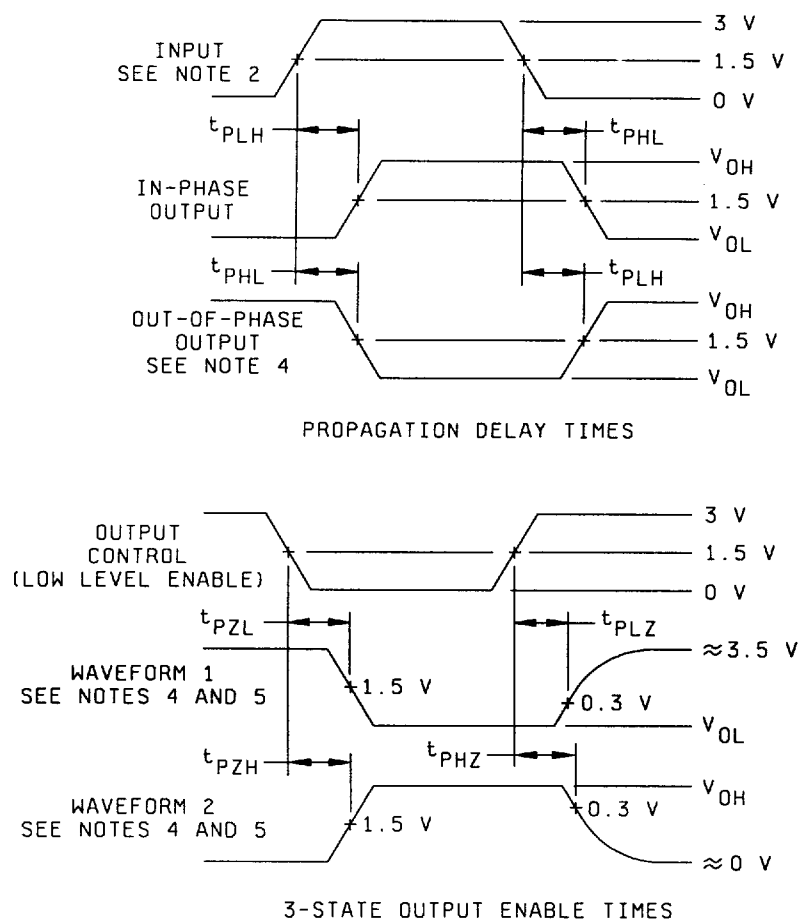 INPUT
SEE NOTE 2
3 V
1.5 V
0 V
tPLH
tPHL
IN-PHASE
OUTPUT
VOH
1.5 V
VOL
tPHL
tPLH
OUT-OF-PHASE
OUTPUT
SEE NOTE 4
VOH
1.5 V
VOL
PROPAGATION DELAY TIMES
OUTPUT
CONTROL
(LOW LEVEL ENABLE)
3 V
1.5 V
0 V
tPZL
tPLZ
WAVEFORM 1
SEE NOTES 4 AND 5
1.5 V
0.3 V
≈3.5 V
VOL
tPZH
tPHZ
WAVEFORM 2
SEE NOTES 4 AND 5
1.5 V
0.3 V
VOH
≈0 V
3-STATE OUTPUT ENABLE TIMES